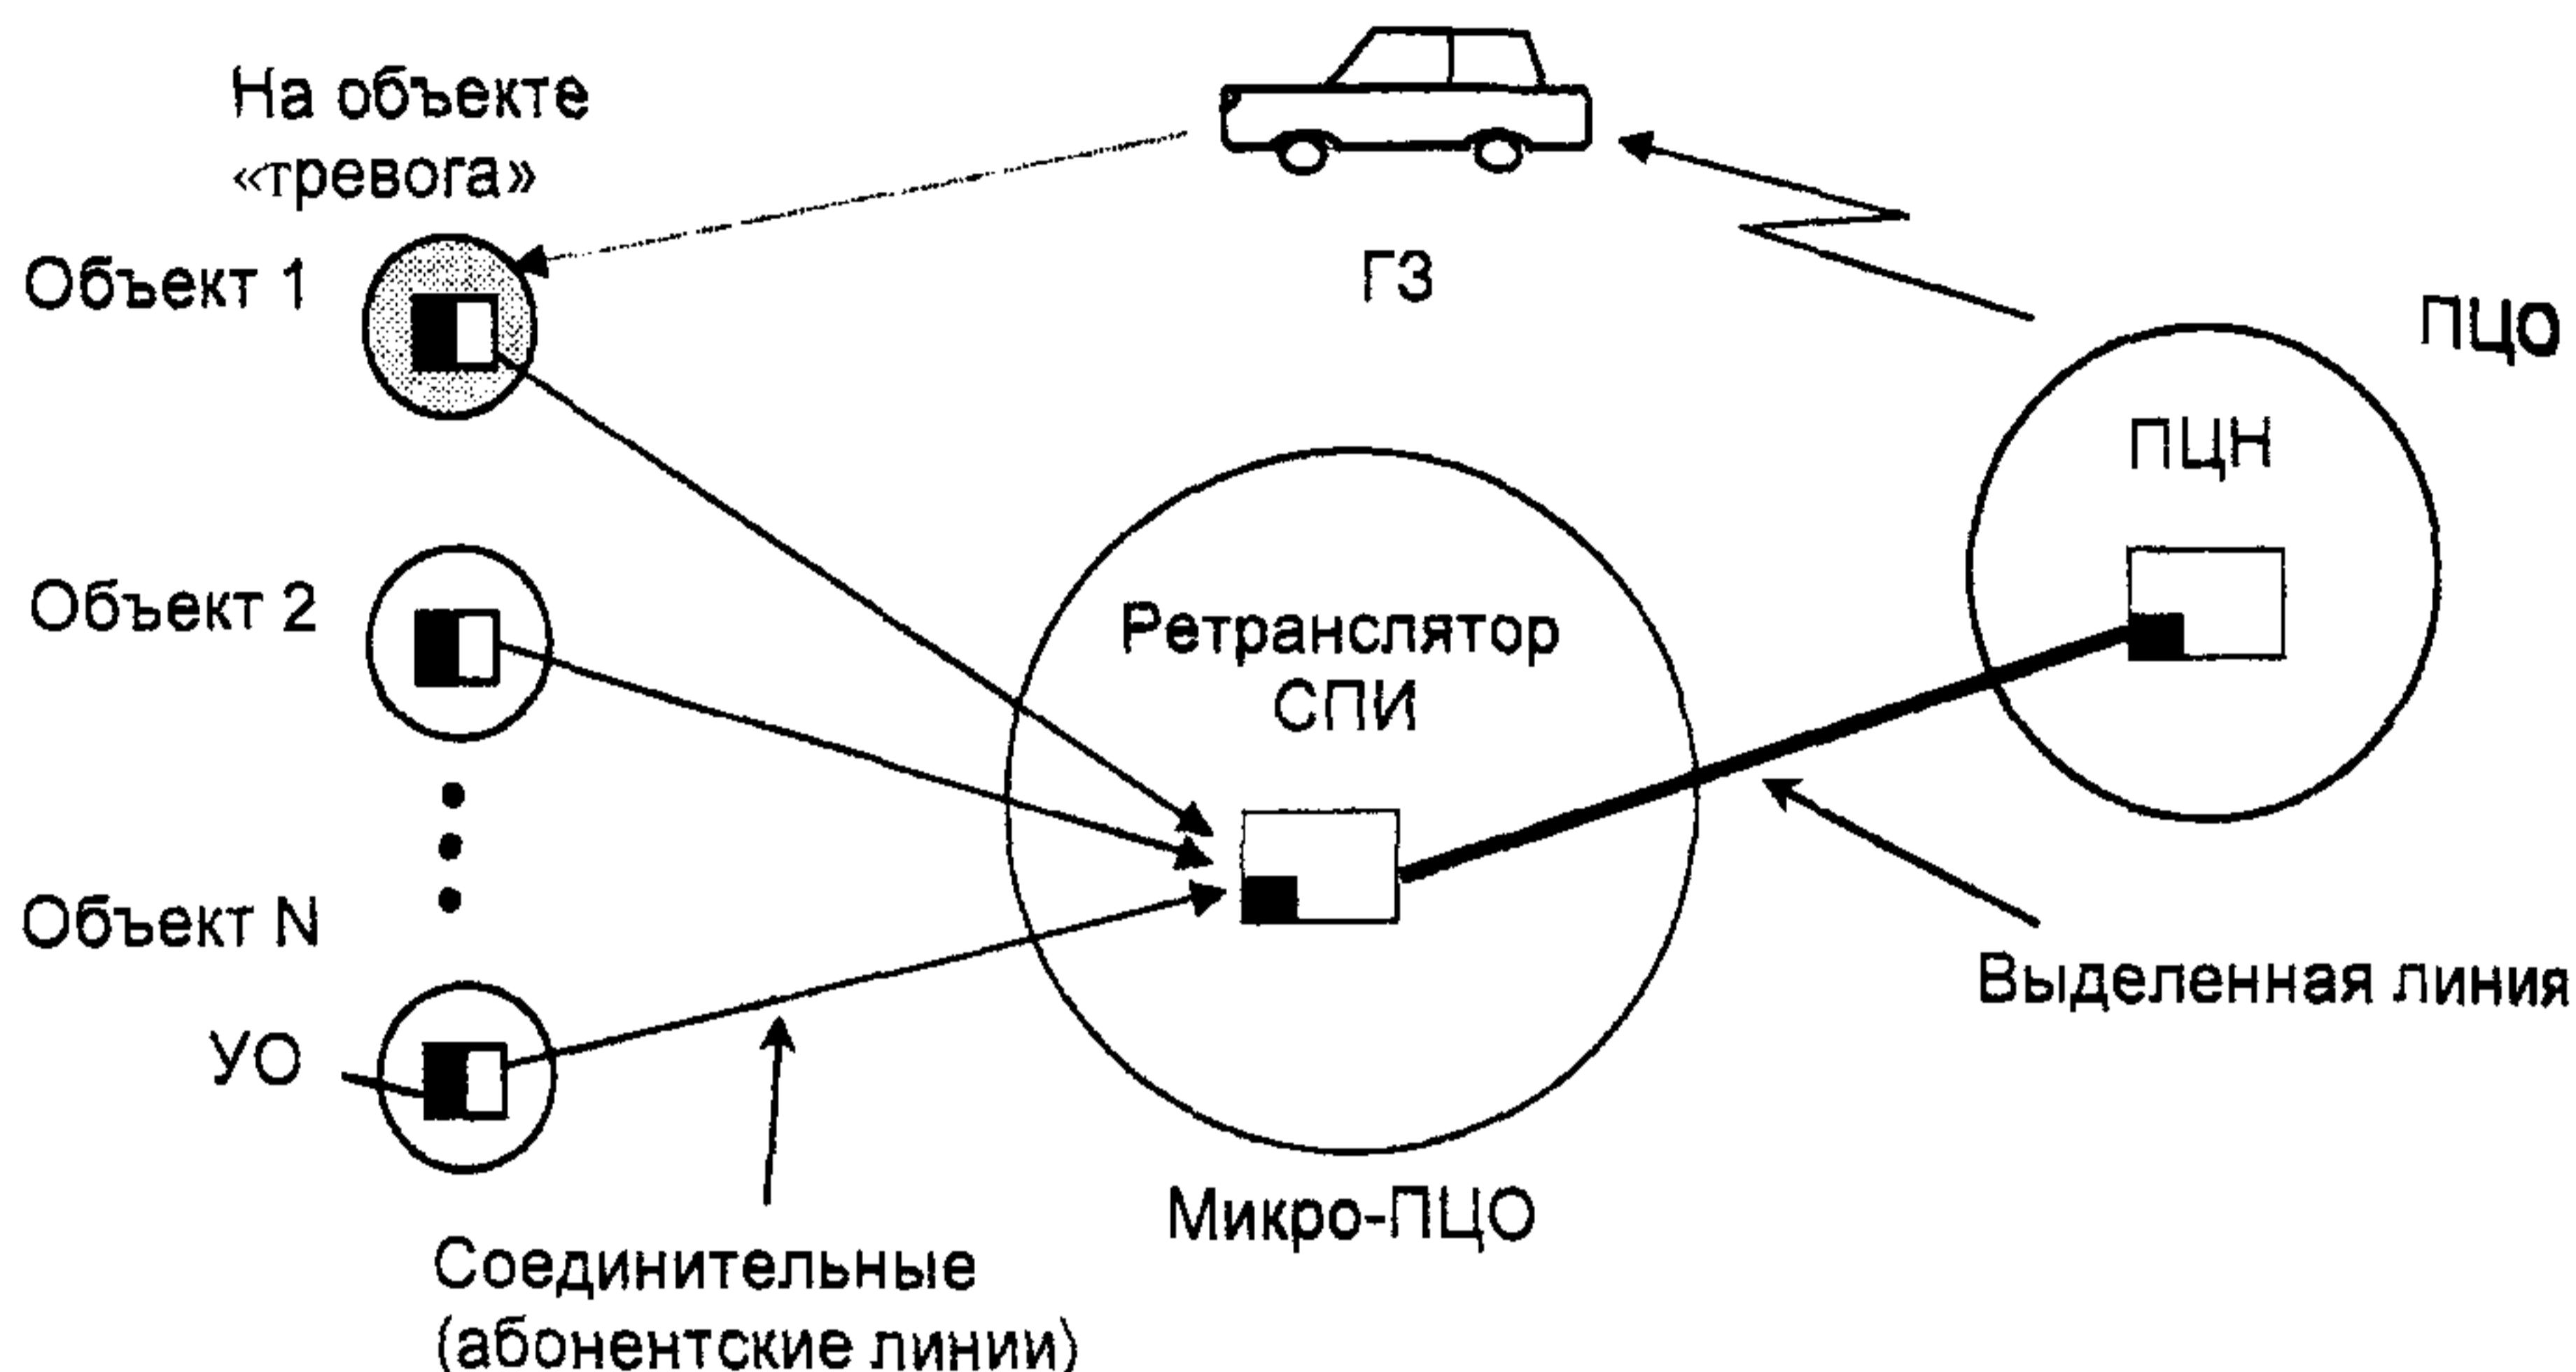 На объекте
«тревога»
Объект 1
ГЗ
ПЦО
ПЦН
Объект 2
Ретранслятор
СПИ
Объект N
Выделенная линия
УО
Микро-ПЦО
Соединительные
(абонентские линии)